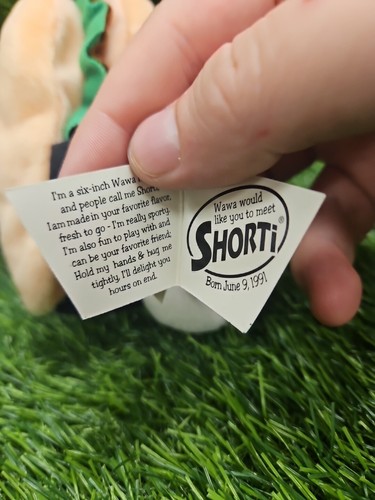 I'm a six-inch Wawa
and people call me Shorti,
I am made in your favorite flavor,
fresh to go - I'm really sporty.
I'm also fun to play with and
can be your favorite friend;
Hold my hands & hug me
tightly, I'll delight you
hours on end.
Wawa would
like you to meet
SHORTi®
Born June 9, 1991